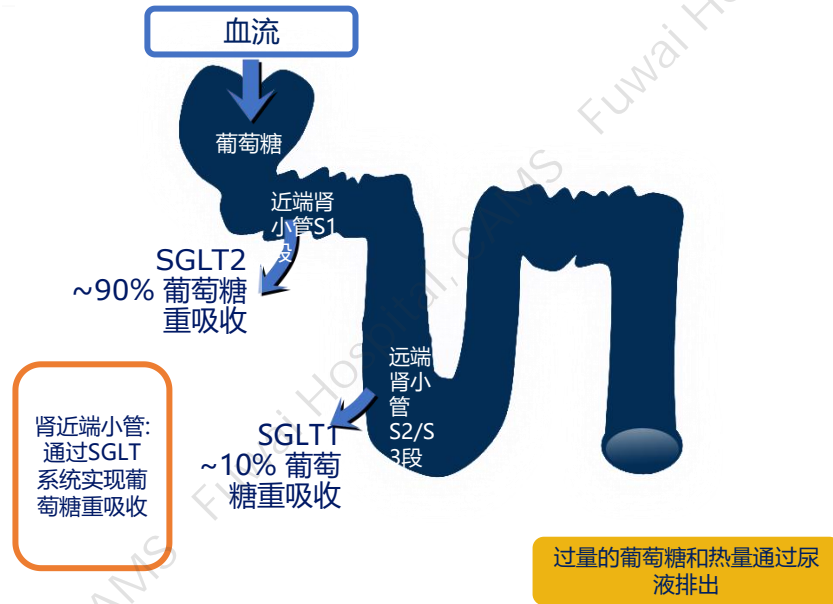 血流
葡萄糖
近端肾
小管S1
段
SGLT2
~90% 葡萄糖
重吸收
远端
肾小
管
S2/S
3段
SGLT1
~10% 葡萄
糖重吸收
肾近端小管:
通过SGLT
系统实现葡
萄糖重吸收
过量的葡萄糖和热量通过尿
液排出
Fuwai Hospital, CAMS Fuwai Ho
CAMS